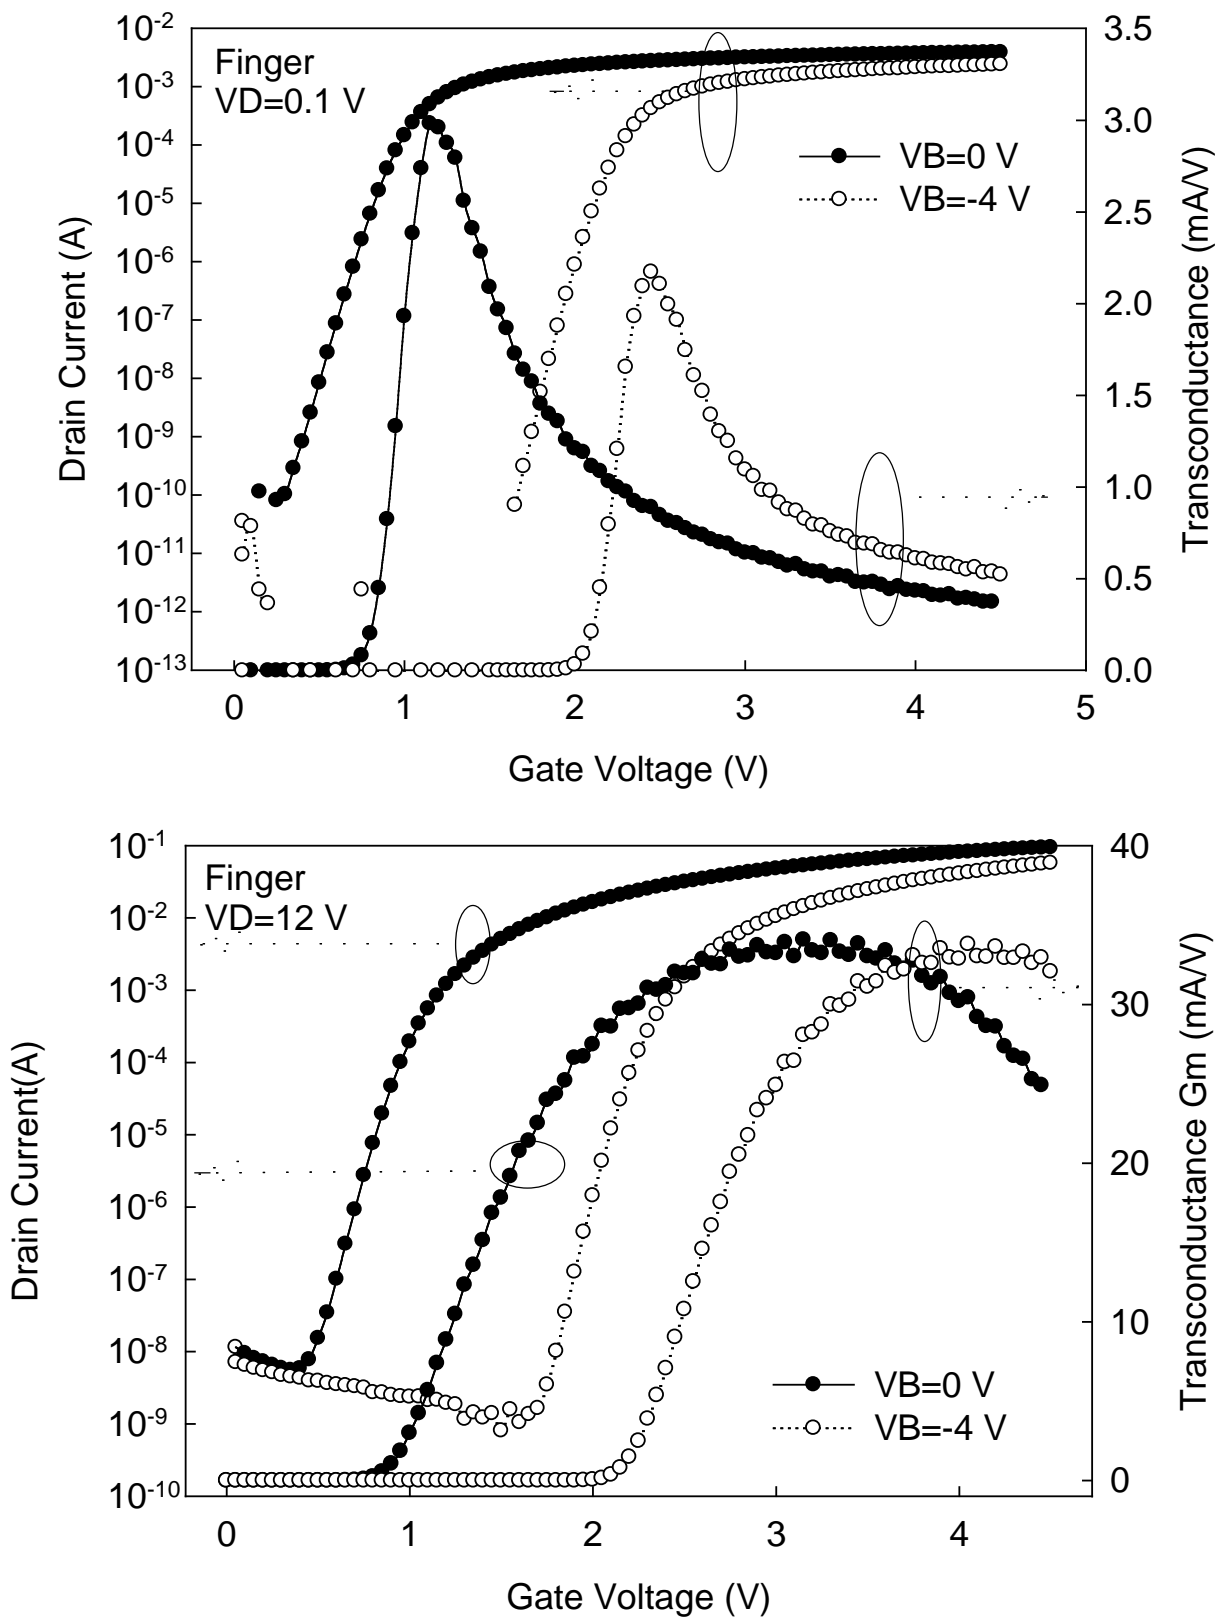 Finger
VD=0.1 V
VB=0 V
VB=-4 V
10-2
10-3
10-4
10-5
10-6
10-7
10-8
10-9
10-10
10-11
10-12
10-13
Drain Current (A)
3.5
3.0
2.5
2.0
1.5
1.0
0.5
0.0
Transconductance (mA/V)
0 1 2 3 4 5
Gate Voltage (V)
Finger
VD=12 V
VB=0 V
VB=-4 V
10-1
10-2
10-3
10-4
10-5
10-6
10-7
10-8
10-9
10-10
Drain Current(A)
40
30
20
10
0
Transconductance Gm (mA/V)
0 1 2 3 4
Gate Voltage (V)